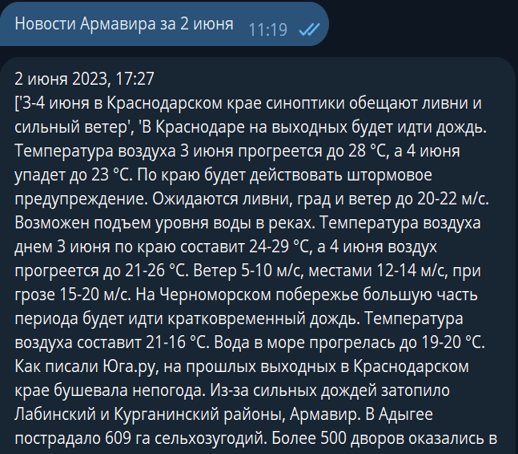 Новости Армавира за 2 июня
11:19
2 июня 2023, 17:27
['3-4 июня в Краснодарском крае синоптики обещают ливни и
сильный ветер', 'В Краснодаре на выходных будет идти дождь.
Температура воздуха 3 июня прогреется до 28 °С, а 4 июня
упадет до 23 °С. По краю будет действовать штормовое
предупреждение. Ожидаются ливни, град и ветер до 20-22 м/с.
Возможен подъем уровня воды в реках. Температура воздуха
днем 3 июня по краю составит 24-29 °С, а 4 июня воздух
прогреется до 21-26 °С. Ветер 5-10 м/с, местами 12-14 м/с, при
грозе 15-20 м/с. На Черноморском побережье большую часть
периода будет идти кратковременный дождь. Температура
воздуха составит 21-16 °С. Вода в море прогрелась до 19-20 °С.
Как писали Юга.ру, на прошлых выходных в Краснодарском
крае бушевала непогода. Из-за сильных дождей затопило
Лабинский и Курганинский районы, Армавир. В Адыгее
пострадало 609 га сельхозугодий. Более 500 дворов оказались в